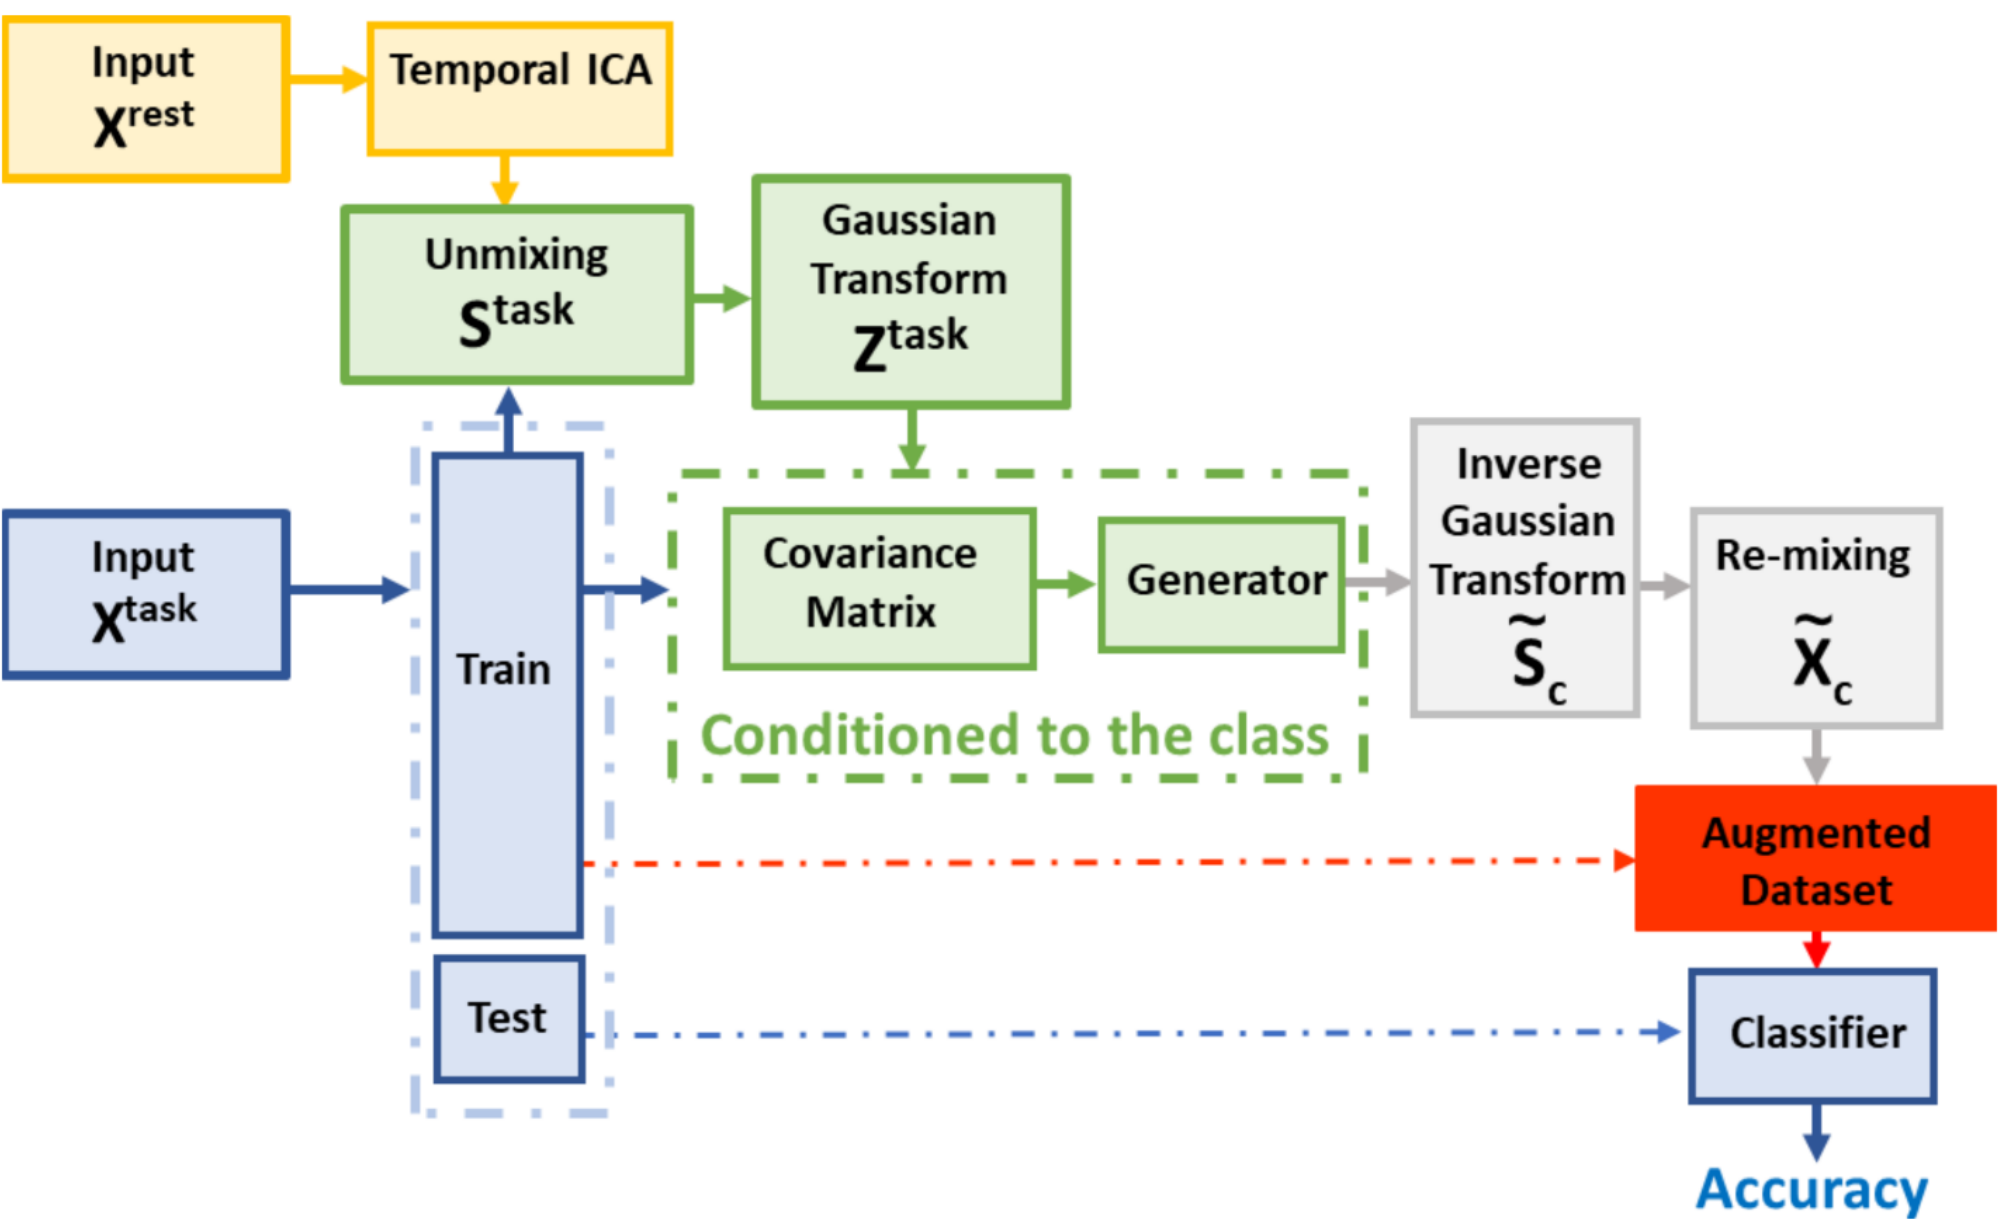 Input
X^rest
Temporal ICA
Unmixing
S^task
Gaussian
Transform
Z^task
Input
X^task
Train
Test
Covariance
Matrix
Generator
Conditioned to the class
Inverse
Gaussian
Transform
S̃_c
Re-mixing
X̃_c
Augmented
Dataset
Classifier
Accuracy